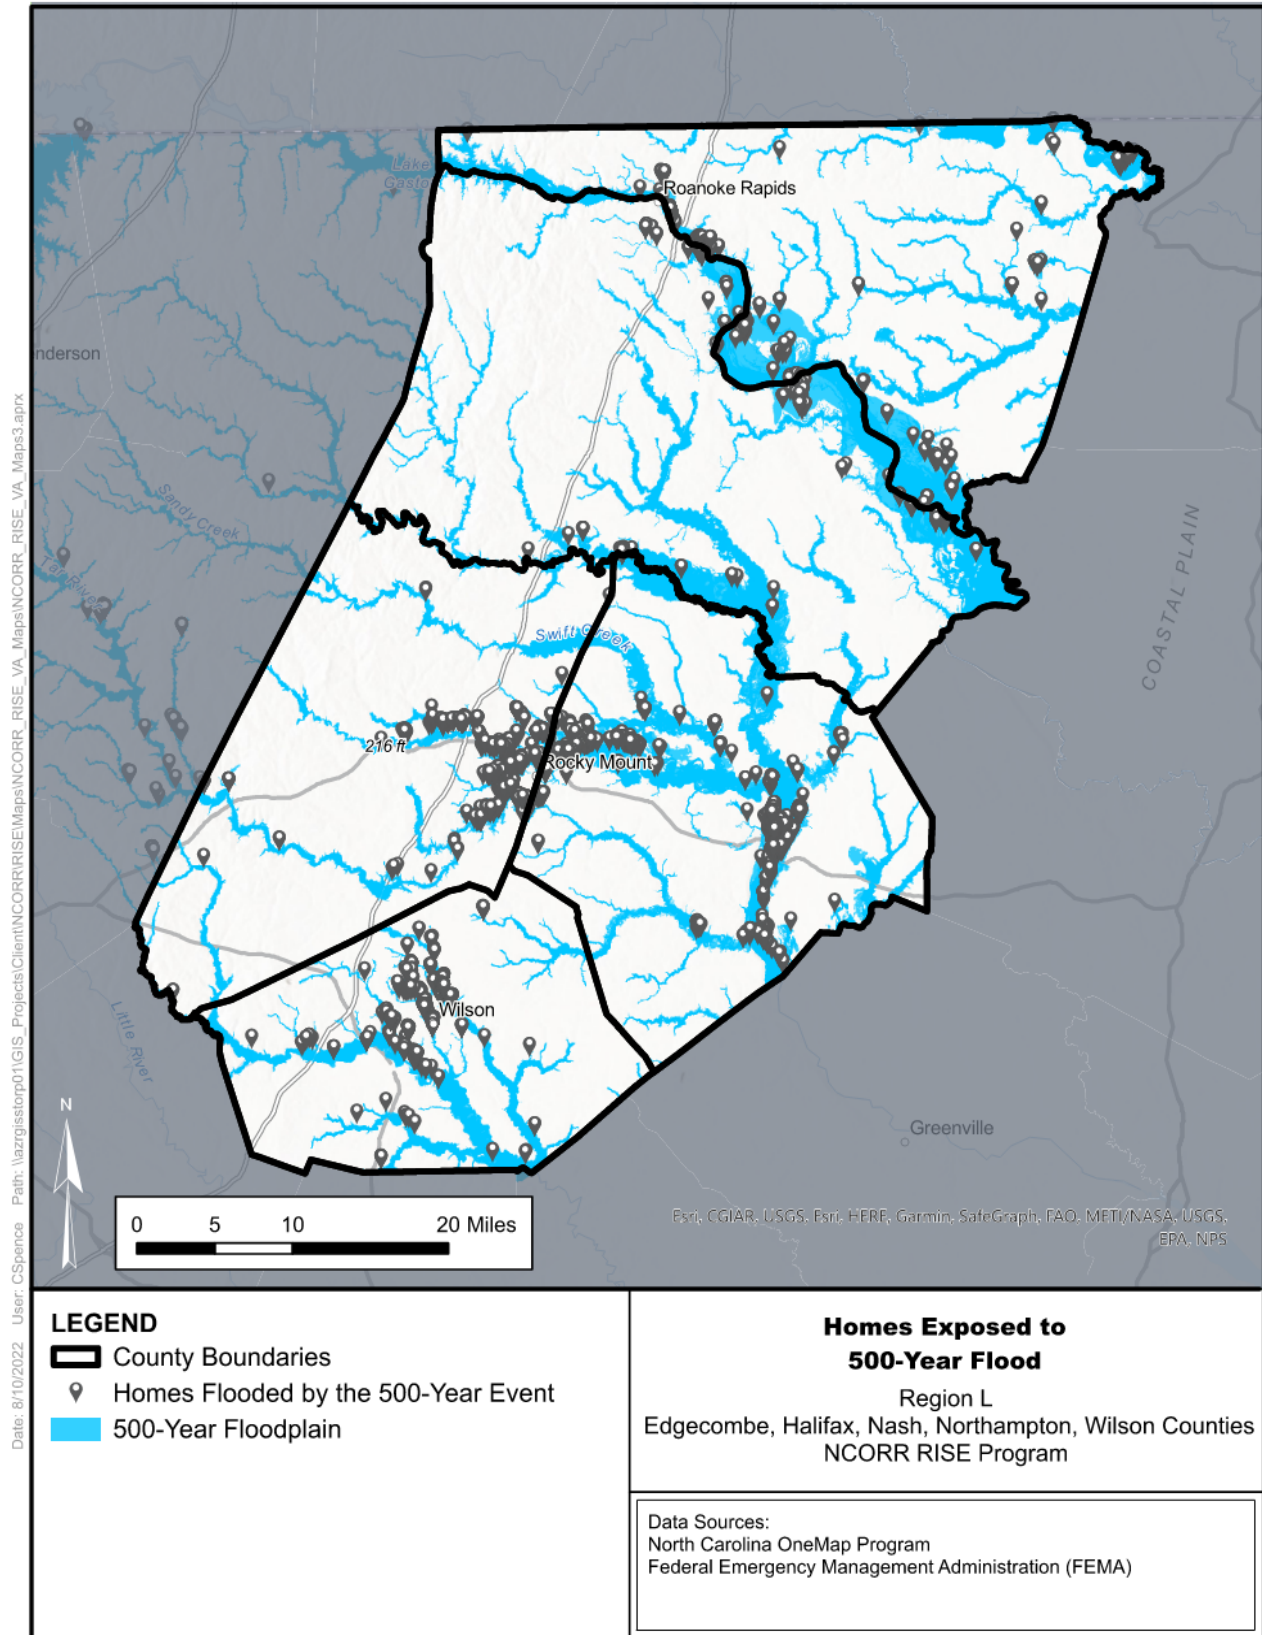 Lake
Gasto
Roanoke Rapids
enderson
Sandy Creek
Tar River
Swift Creek
COASTAL PLAIN
216 ft
Rocky Mount
Wilson
Little River
Greenville
N
0 5 10 20 Miles
Esri, CGIAR, USGS, Esri, HERE, Garmin, SafeGraph, FAO, METI/NASA, USGS,
EPA, NPS
Date: 8/10/2022 User: CSpence Path: \\azrgisstorp01\GIS_Projects\Client\NCORR\RISE\Maps\NCORR_RISE_VA_Maps\NCORR_RISE_VA_Maps3.aprx
LEGEND
County Boundaries
Homes Flooded by the 500-Year Event
500-Year Floodplain
Homes Exposed to
500-Year Flood
Region L
Edgecombe, Halifax, Nash, Northampton, Wilson Counties
NCORR RISE Program
Data Sources:
North Carolina OneMap Program
Federal Emergency Management Administration (FEMA)